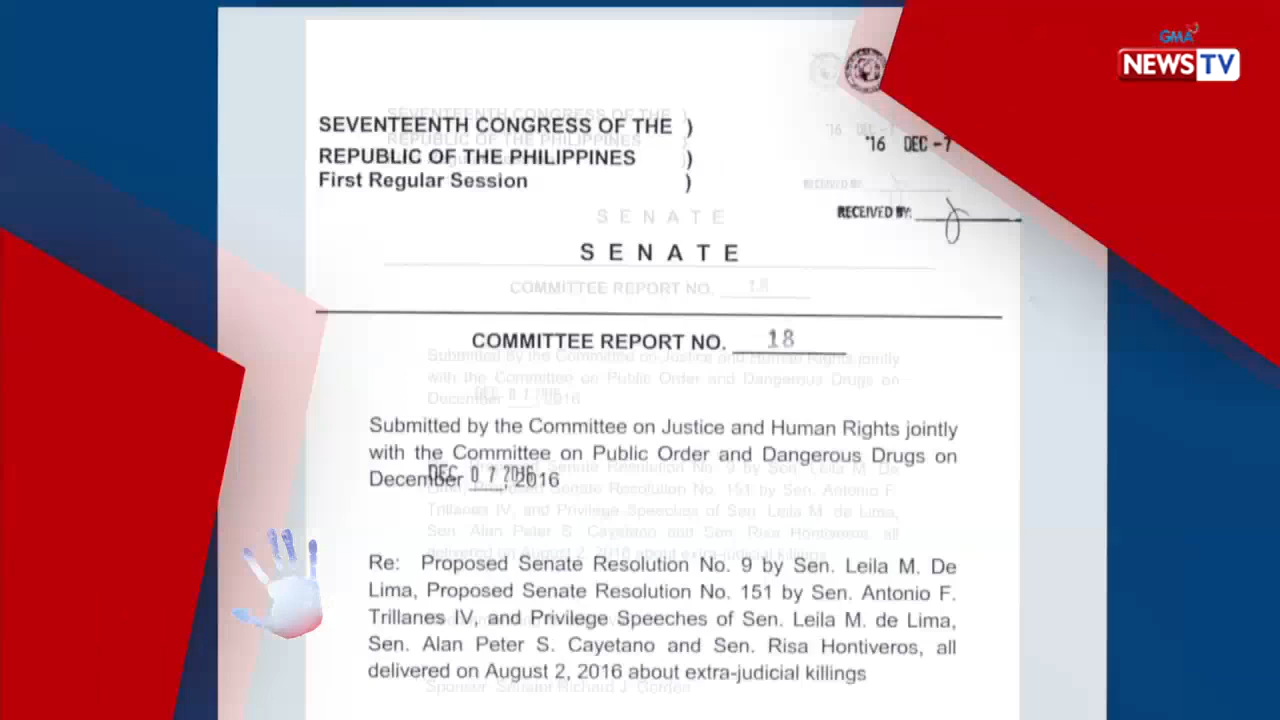 GMA
NEWS TV
SEVENTEENTH CONGRESS OF THE )
REPUBLIC OF THE PHILIPPINES )
First Regular Session )
'16 DEC -7
RECEIVED BY:
SENATE
COMMITTEE REPORT NO. 18
Submitted by the Committee on Justice and Human Rights jointly
with the Committee on Public Order and Dangerous Drugs on
December DEC 07 2016, 2016
Re: Proposed Senate Resolution No. 9 by Sen. Leila M. De
Lima, Proposed Senate Resolution No. 151 by Sen. Antonio F.
Trillanes IV, and Privilege Speeches of Sen. Leila M. de Lima,
Sen. Alan Peter S. Cayetano and Sen. Risa Hontiveros, all
delivered on August 2, 2016 about extra-judicial killings
Sponsor: Senator Richard J. Gordon